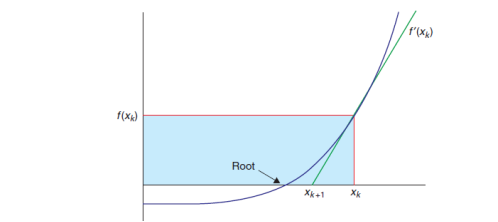 f′(xₖ)
f(xₖ)
Root
xₖ₊₁
xₖ